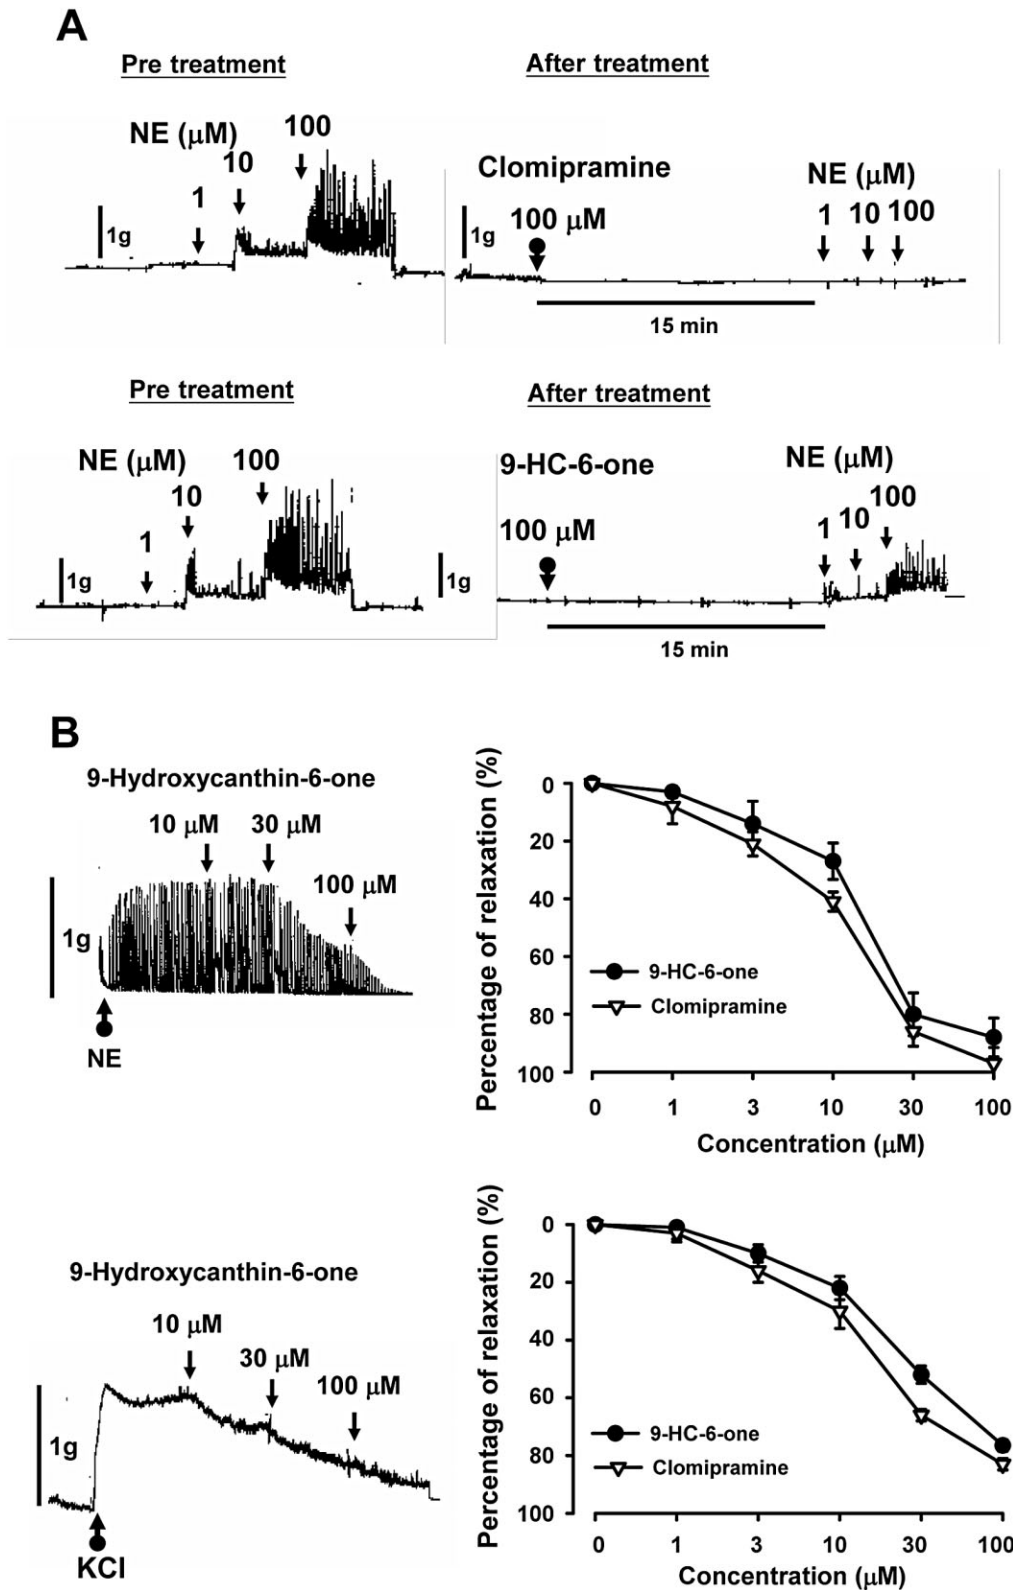 A
Pre treatment
After treatment
NE (μM)
1
10
100
1g
Clomipramine
100 μM
NE (μM)
1 10 100
1g
15 min
Pre treatment
After treatment
NE (μM)
1
10
100
1g
9-HC-6-one
100 μM
NE (μM)
1
10
100
1g
15 min
B
9-Hydroxycanthin-6-one
10 μM 30 μM
100 μM
1g
NE
Percentage of relaxation (%)
0
20
40
60
80
100
9-HC-6-one
Clomipramine
0 1 3 10 30 100
Concentration (μM)
9-Hydroxycanthin-6-one
10 μM
30 μM
100 μM
1g
KCl
Percentage of relaxation (%)
0
20
40
60
80
100
9-HC-6-one
Clomipramine
0 1 3 10 30 100
Concentration (μM)